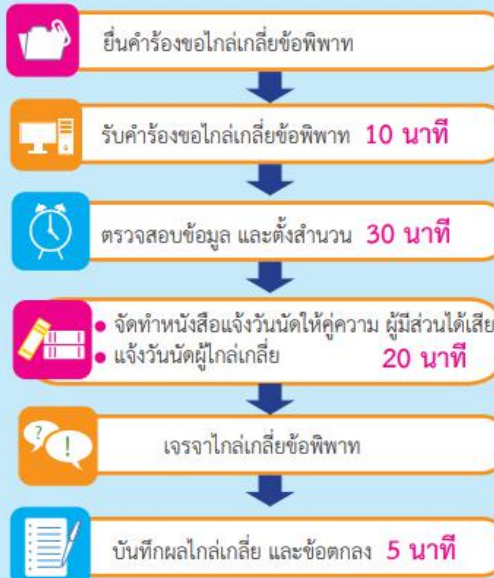 ยื่นคำร้องขอไกล่เกลี่ยข้อพิพาท
รับคำร้องขอไกล่เกลี่ยข้อพิพาท 10 นาที
ตรวจสอบข้อมูล และตั้งสำนวน 30 นาที
• จัดทำหนังสือแจ้งวันนัดให้คู่ความ ผู้มีส่วนได้เสีย
• แจ้งวันนัดผู้ไกล่เกลี่ย 20 นาที
? !
เจรจาไกล่เกลี่ยข้อพิพาท
บันทึกผลไกล่เกลี่ย และข้อตกลง 5 นาที